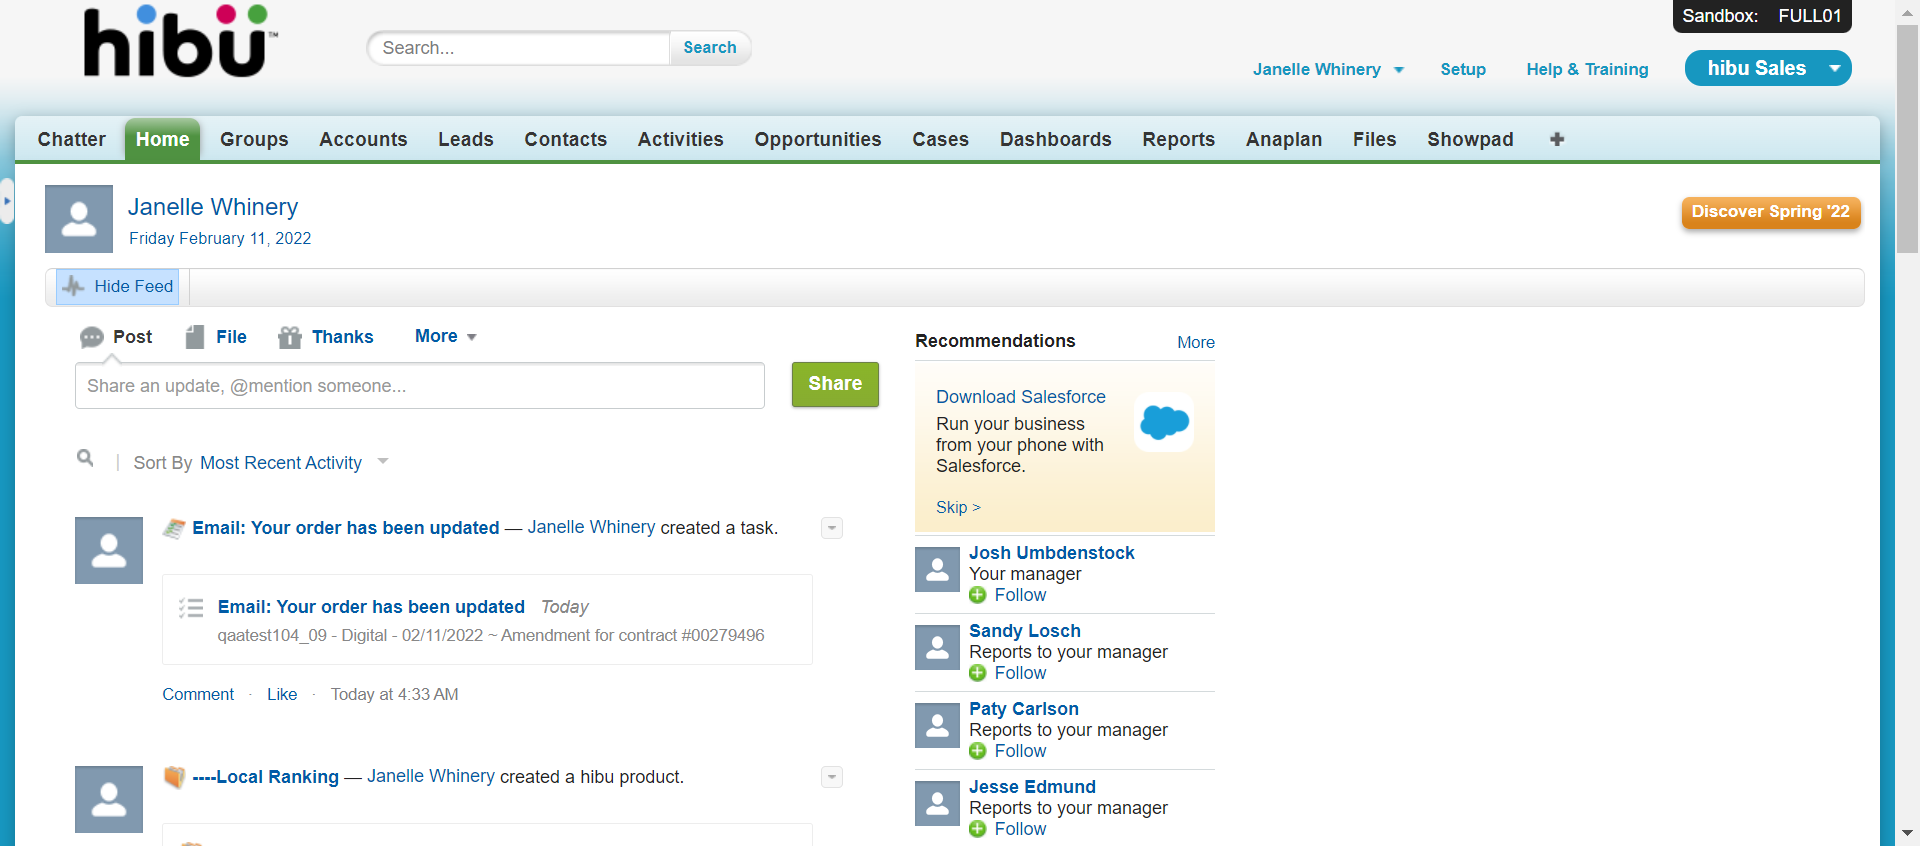 hibü™
Search...
Search
Sandbox: FULL01
Janelle Whinery
Setup
Help & Training
hibu Sales
Chatter
Home
Groups
Accounts
Leads
Contacts
Activities
Opportunities
Cases
Dashboards
Reports
Anaplan
Files
Showpad
Janelle Whinery
Friday February 11, 2022
Discover Spring '22
Hide Feed
Post
File
Thanks
More
Share an update, @mention someone...
Share
Sort By Most Recent Activity
Email: Your order has been updated — Janelle Whinery created a task.
Email: Your order has been updated Today
qaatest104_09 - Digital - 02/11/2022 ~ Amendment for contract #00279496
Comment · Like · Today at 4:33 AM
----Local Ranking — Janelle Whinery created a hibu product.
Recommendations
More
Download Salesforce
Run your business
from your phone with
Salesforce.
Skip >
Josh Umbdenstock
Your manager
Follow
Sandy Losch
Reports to your manager
Follow
Paty Carlson
Reports to your manager
Follow
Jesse Edmund
Reports to your manager
Follow